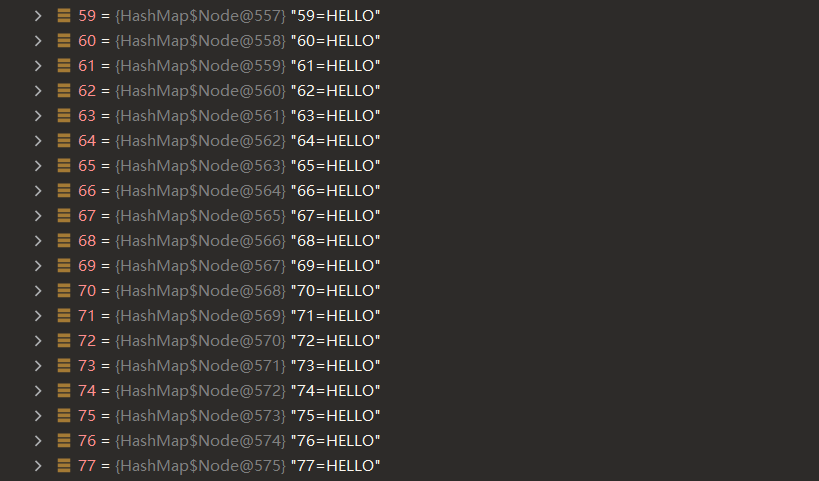 59 = {HashMap$Node@557} "59=HELLO"
60 = {HashMap$Node@558} "60=HELLO"
61 = {HashMap$Node@559} "61=HELLO"
62 = {HashMap$Node@560} "62=HELLO"
63 = {HashMap$Node@561} "63=HELLO"
64 = {HashMap$Node@562} "64=HELLO"
65 = {HashMap$Node@563} "65=HELLO"
66 = {HashMap$Node@564} "66=HELLO"
67 = {HashMap$Node@565} "67=HELLO"
68 = {HashMap$Node@566} "68=HELLO"
69 = {HashMap$Node@567} "69=HELLO"
70 = {HashMap$Node@568} "70=HELLO"
71 = {HashMap$Node@569} "71=HELLO"
72 = {HashMap$Node@570} "72=HELLO"
73 = {HashMap$Node@571} "73=HELLO"
74 = {HashMap$Node@572} "74=HELLO"
75 = {HashMap$Node@573} "75=HELLO"
76 = {HashMap$Node@574} "76=HELLO"
77 = {HashMap$Node@575} "77=HELLO"